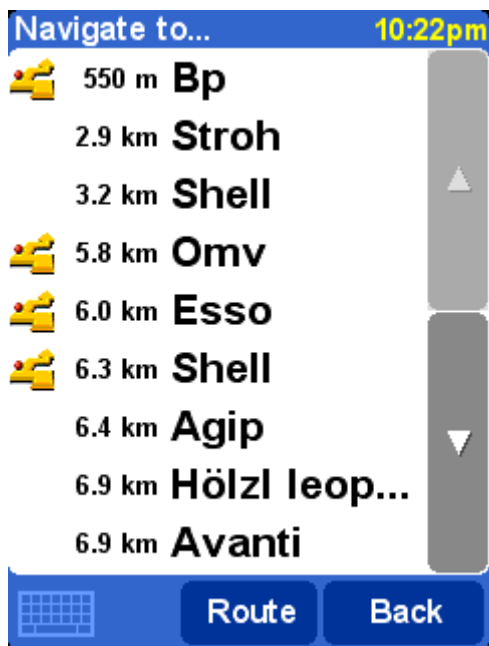 Navigate to... 10:22pm
550 m Bp
2.9 km Stroh
3.2 km Shell
5.8 km Omv
6.0 km Esso
6.3 km Shell
6.4 km Agip
6.9 km Hölzl leop...
6.9 km Avanti
Route Back